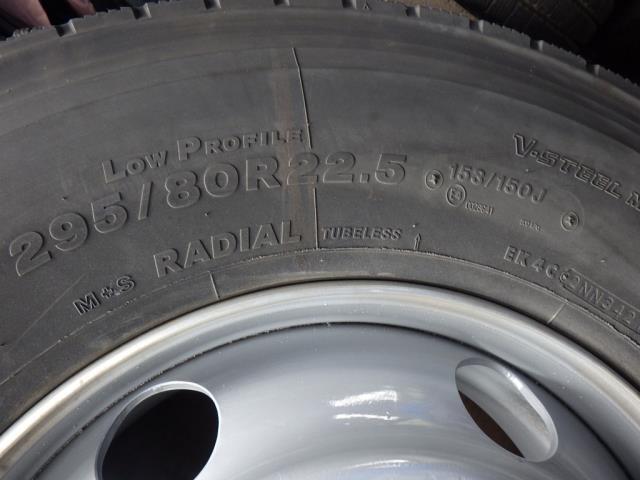 LOW PROFILE
295/80R22.5
153/150J
V-STEEL
M+S RADIAL TUBELESS